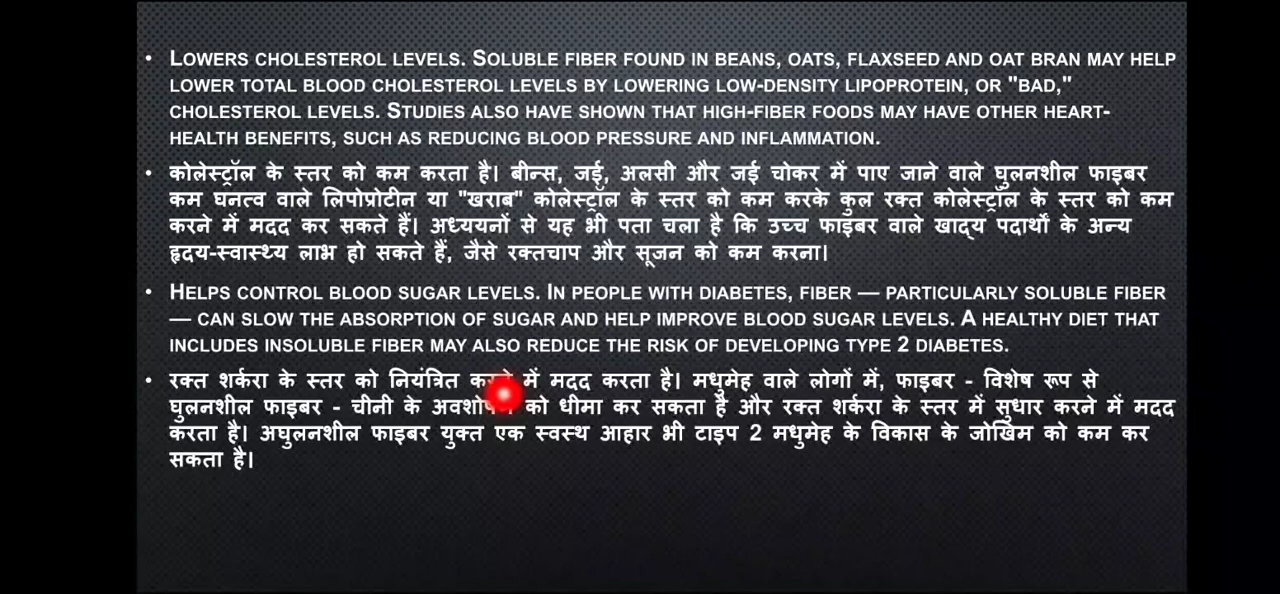 • LOWERS CHOLESTEROL LEVELS. SOLUBLE FIBER FOUND IN BEANS, OATS, FLAXSEED AND OAT BRAN MAY HELP
LOWER TOTAL BLOOD CHOLESTEROL LEVELS BY LOWERING LOW-DENSITY LIPOPROTEIN, OR "BAD,"
CHOLESTEROL LEVELS. STUDIES ALSO HAVE SHOWN THAT HIGH-FIBER FOODS MAY HAVE OTHER HEART-
HEALTH BENEFITS, SUCH AS REDUCING BLOOD PRESSURE AND INFLAMMATION.
• कोलेस्ट्रॉल के स्तर को कम करता है। बीन्स, जई, अलसी और जई चोकर में पाए जाने वाले घुलनशील फाइबर
कम घनत्व वाले लिपोप्रोटीन या "खराब" कोलेस्ट्रॉल के स्तर को कम करके कुल रक्त कोलेस्ट्रॉल के स्तर को कम
करने में मदद कर सकते हैं। अध्ययनों से यह भी पता चला है कि उच्च फाइबर वाले खाद्य पदार्थों के अन्य
हृदय-स्वास्थ्य लाभ हो सकते हैं, जैसे रक्तचाप और सूजन को कम करना।
• HELPS CONTROL BLOOD SUGAR LEVELS. IN PEOPLE WITH DIABETES, FIBER — PARTICULARLY SOLUBLE FIBER
— CAN SLOW THE ABSORPTION OF SUGAR AND HELP IMPROVE BLOOD SUGAR LEVELS. A HEALTHY DIET THAT
INCLUDES INSOLUBLE FIBER MAY ALSO REDUCE THE RISK OF DEVELOPING TYPE 2 DIABETES.
• रक्त शर्करा के स्तर को नियंत्रित में मदद करता है। मधुमेह वाले लोगों में, फाइबर - विशेष रूप से
घुलनशील फाइबर - चीनी के को धीमा कर सकता है और रक्त शर्करा के स्तर में सुधार करने में मदद
करता है। अघुलनशील फाइबर युक्त एक स्वस्थ आहार भी टाइप 2 मधुमेह के विकास के जोखिम को कम कर
सकता है।